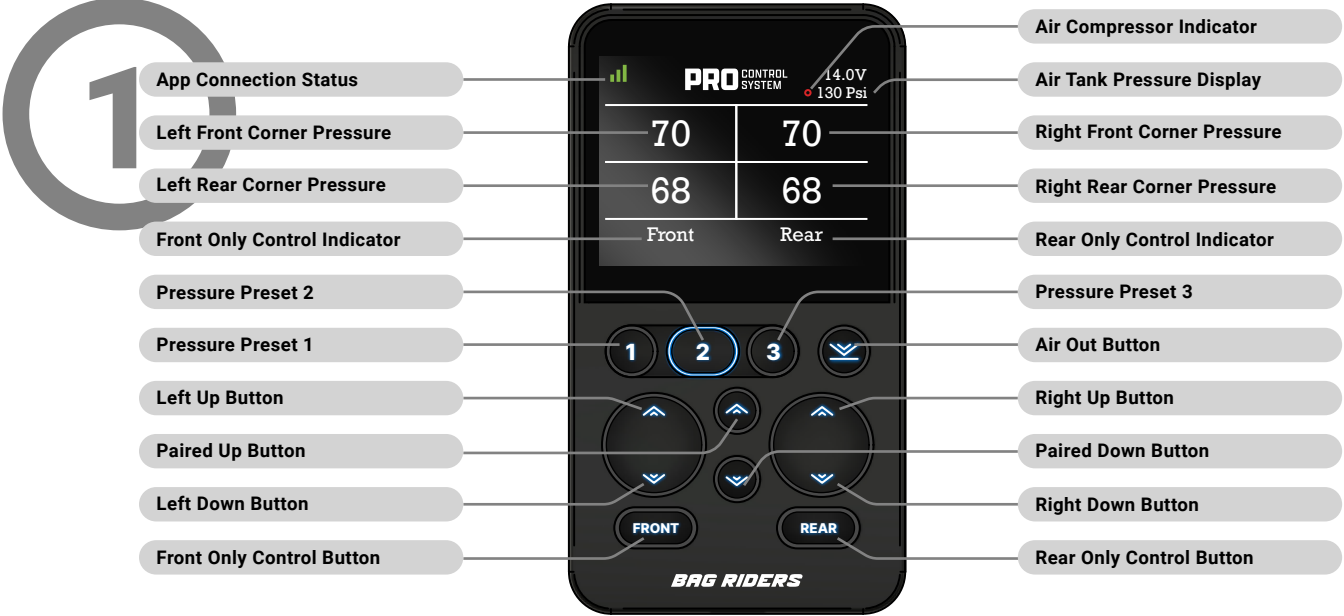 1
App Connection Status
Left Front Corner Pressure
Left Rear Corner Pressure
Front Only Control Indicator
Pressure Preset 2
Pressure Preset 1
Left Up Button
Paired Up Button
Left Down Button
Front Only Control Button
PRO CONTROL SYSTEM
14.0V
130 Psi
70 70
68 68
Front Rear
1 2 3
FRONT REAR
BAG RIDERS
Air Compressor Indicator
Air Tank Pressure Display
Right Front Corner Pressure
Right Rear Corner Pressure
Rear Only Control Indicator
Pressure Preset 3
Air Out Button
Right Up Button
Paired Down Button
Right Down Button
Rear Only Control Button